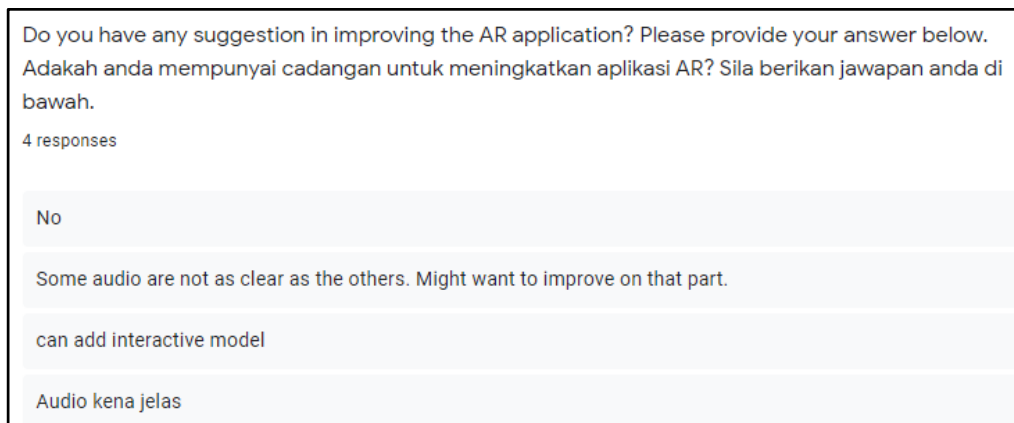 Do you have any suggestion in improving the AR application? Please provide your answer below.
Adakah anda mempunyai cadangan untuk meningkatkan aplikasi AR? Sila berikan jawapan anda di
bawah.
4 responses
No
Some audio are not as clear as the others. Might want to improve on that part.
can add interactive model
Audio kena jelas